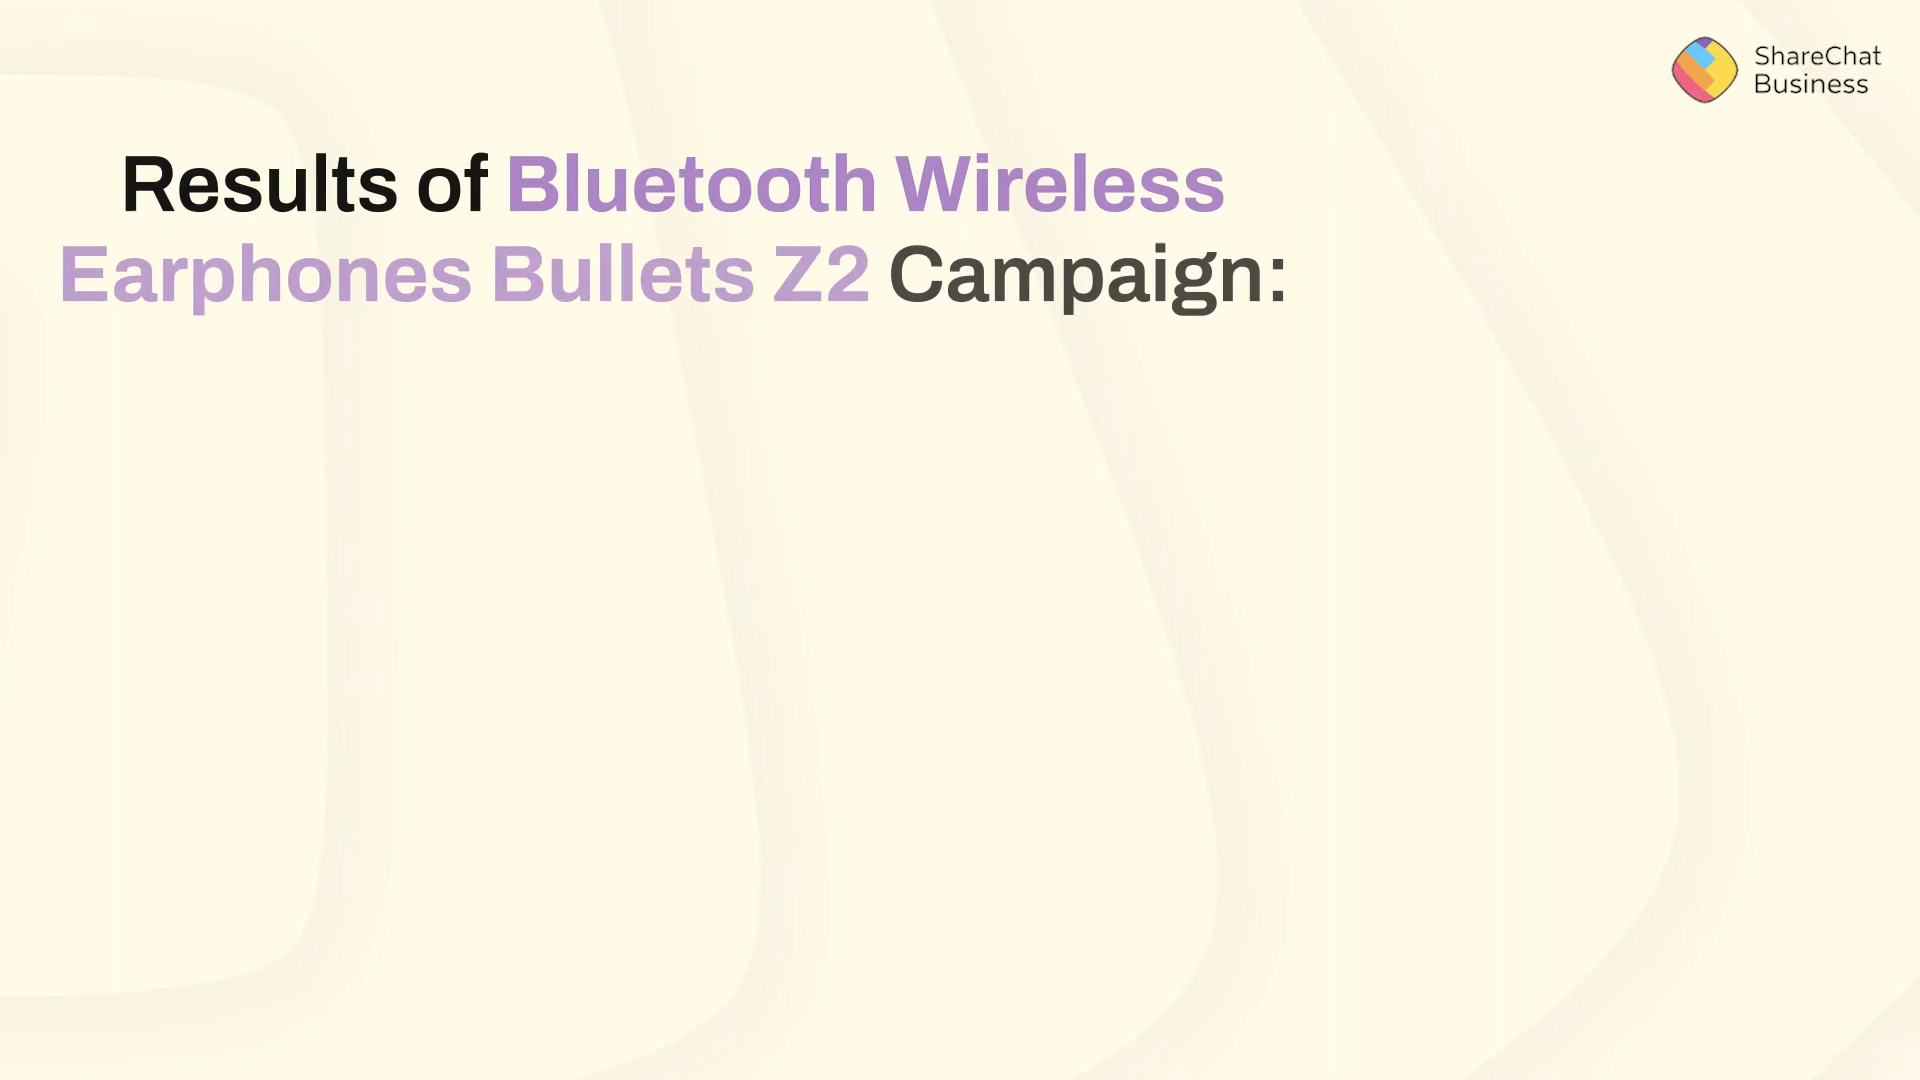 ShareChat
Business
Results of Bluetooth Wireless
Earphones Bullets Z2 Campaign: